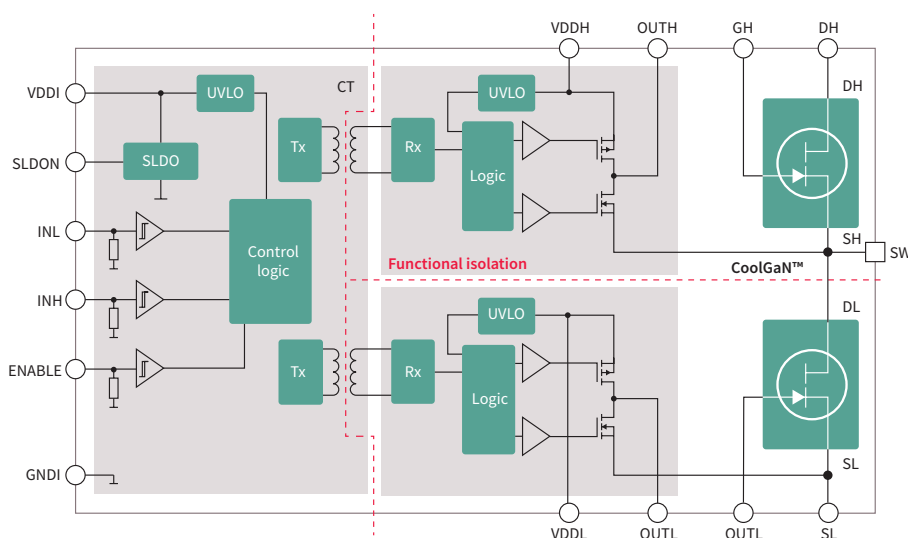 VDDH
OUTH
GH
DH
VDDI
UVLO
CT
UVLO
DH
SLDON
SLDO
Tx
Rx
Logic
INL
Control
logic
SH
SW
Functional isolation
CoolGaN™
INH
UVLO
DL
ENABLE
Tx
Rx
Logic
GNDI
SL
VDDL
OUTL
OUTL
SL